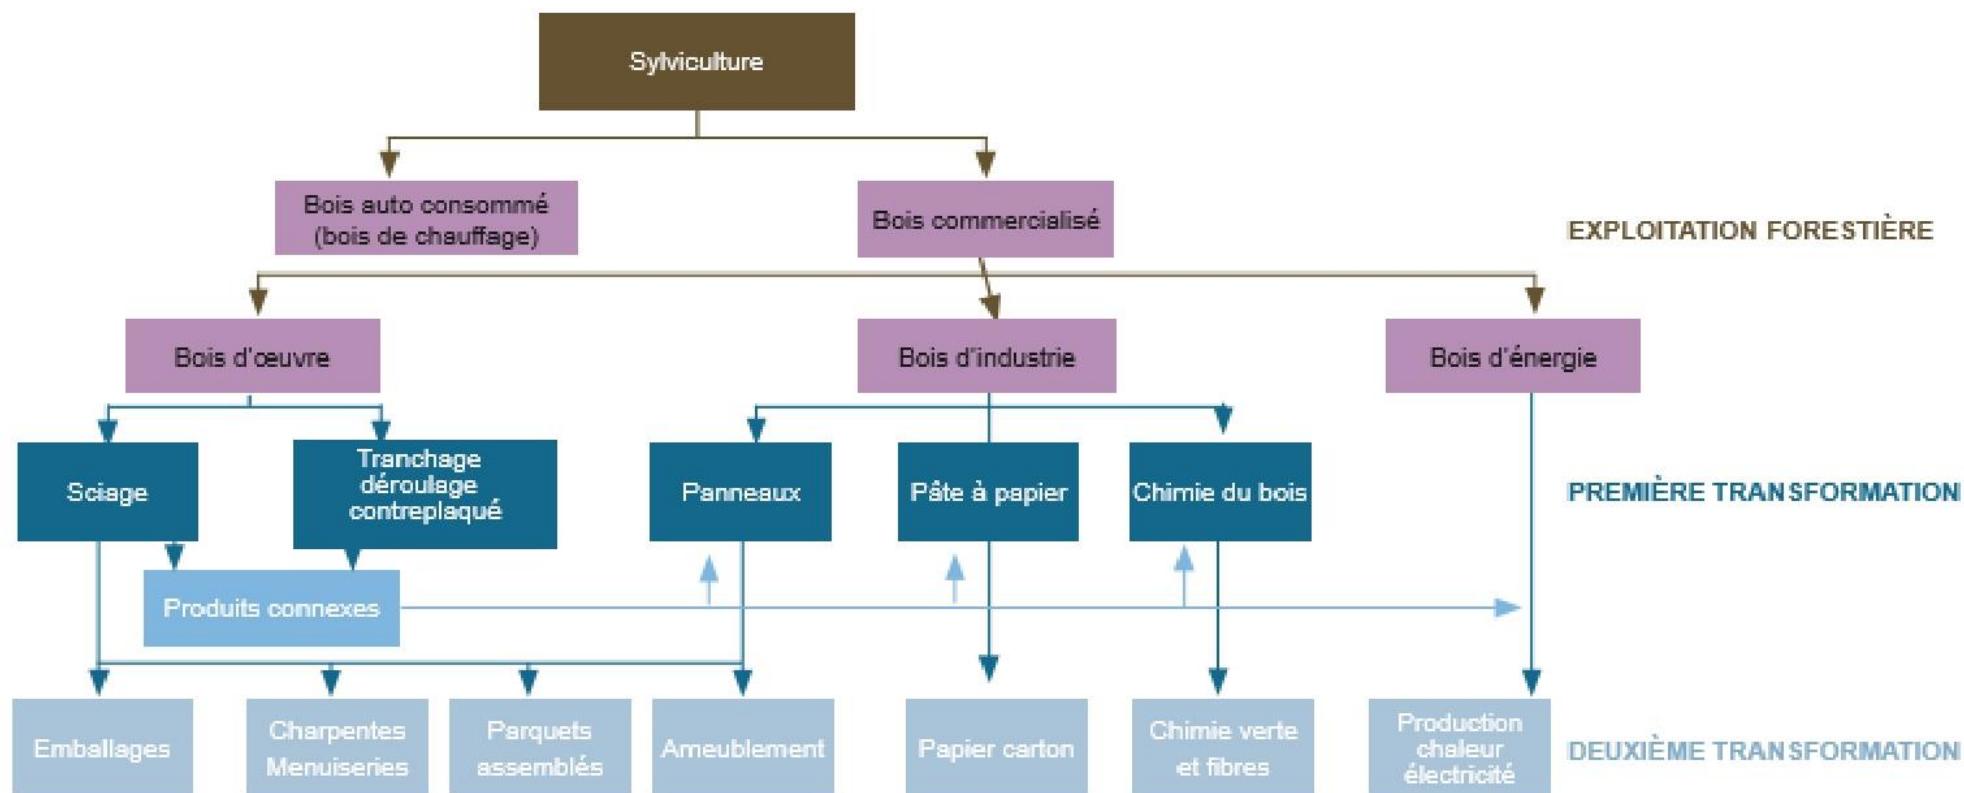 Sylviculture
Bois auto consommé
(bois de chauffage)
Bois commercialisé
EXPLOITATION FORESTIÈRE
Bois d'œuvre
Bois d'industrie
Bois d'énergie
Sciage
Tranchage
déroulage
contreplaqué
Panneaux
Pâte à papier
Chimie du bois
PREMIÈRE TRANSFORMATION
Produits connexes
Emballages
Charpentes
Menuiseries
Parquets
assemblés
Ameublement
Papier carton
Chimie verte
et fibres
Production
chaleur
électricité
DEUXIÈME TRANSFORMATION